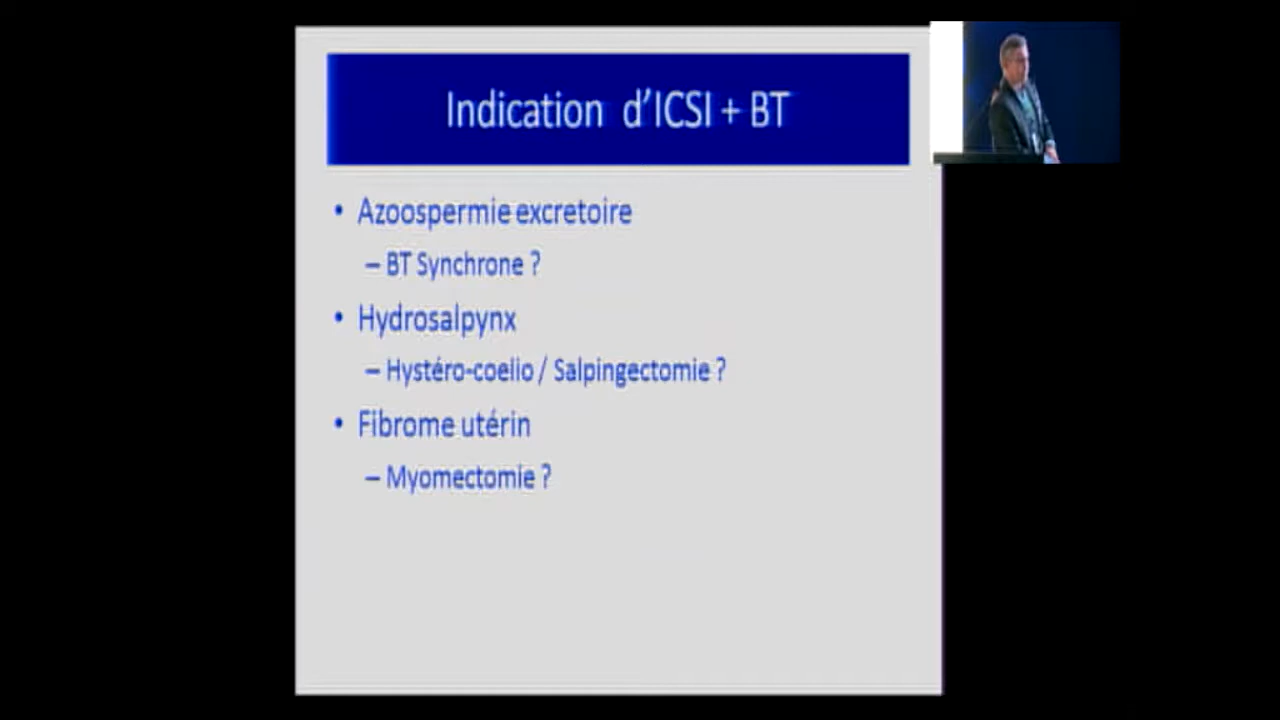 Indication d'ICSI + BT
• Azoospermie excretoire
– BT Synchrone ?
• Hydrosalpynx
– Hystéro-coelio / Salpingectomie ?
• Fibrome utérin
– Myomectomie ?